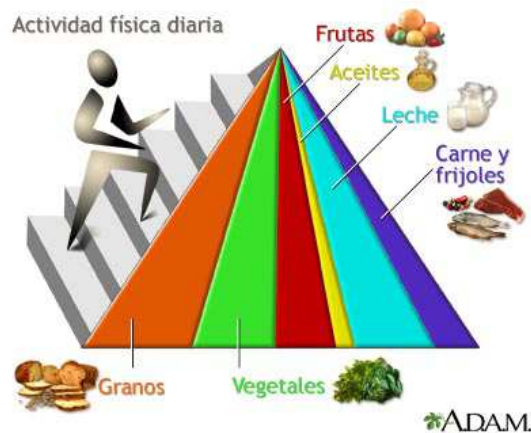 Actividad física diaria
Frutas
Aceites
Leche
Carne y
frijoles
Granos
Vegetales
A.D.A.M.